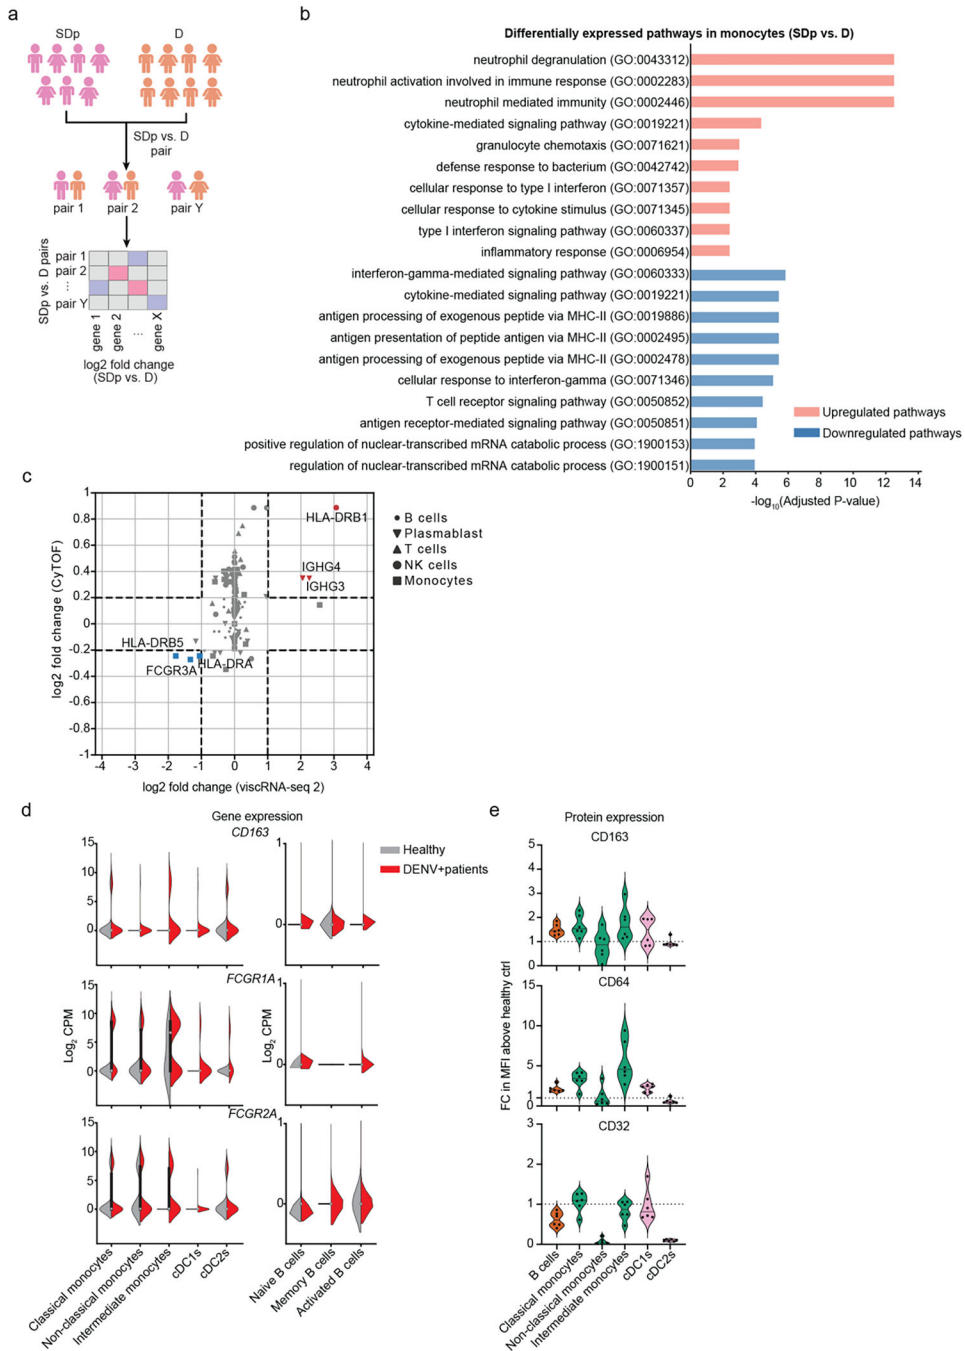 a
SDp
D
SDp vs. D
pair
pair 1
pair 2
pair Y
SDp vs. D pairs
pair 1
pair 2
...
pair Y
gene 1
gene 2
...
gene X
log2 fold change
(SDp vs. D)
b
Differentially expressed pathways in monocytes (SDp vs. D)
neutrophil degranulation (GO:0043312)
neutrophil activation involved in immune response (GO:0002283)
neutrophil mediated immunity (GO:0002446)
cytokine-mediated signaling pathway (GO:0019221)
granulocyte chemotaxis (GO:0071621)
defense response to bacterium (GO:0042742)
cellular response to type I interferon (GO:0071357)
cellular response to cytokine stimulus (GO:0071345)
type I interferon signaling pathway (GO:0060337)
inflammatory response (GO:0006954)
interferon-gamma-mediated signaling pathway (GO:0060333)
cytokine-mediated signaling pathway (GO:0019221)
antigen processing of exogenous peptide via MHC-II (GO:0019886)
antigen presentation of peptide antigen via MHC-II (GO:0002495)
antigen processing of exogenous peptide via MHC-II (GO:0002478)
cellular response to interferon-gamma (GO:0071346)
T cell receptor signaling pathway (GO:0050852)
antigen receptor-mediated signaling pathway (GO:0050851)
positive regulation of nuclear-transcribed mRNA catabolic process (GO:1900153)
regulation of nuclear-transcribed mRNA catabolic process (GO:1900151)
Upregulated pathways
Downregulated pathways
0 2 4 6 8 10 12 14
-log10(Adjusted P-value)
c
log2 fold change (CyTOF)
1
0.8
0.6
0.4
0.2
0
-0.2
-0.4
-0.6
-0.8
-1
HLA-DRB1
IGHG4
IGHG3
HLA-DRB5
HLA-DRA
FCGR3A
-4 -3 -2 -1 0 1 2 3 4
log2 fold change (viscRNA-seq 2)
B cells
Plasmablast
T cells
NK cells
Monocytes
d
Gene expression
CD163
15
10
5
0
1
0
Healthy
DENV+patients
FCGR1A
Log2 CPM
15
10
5
0
Log2 CPM
1
0
FCGR2A
15
10
5
0
1
0
Classical monocytes
Non-classical monocytes
Intermediate monocytes
cDC1s
cDC2s
Naive B cells
Memory B cells
Activated B cells
e
Protein expression
CD163
5
4
3
2
1
0
CD64
FC in MFI above healthy ctrl
15
10
5
1
0
CD32
3
2
1
0
B cells
Classical monocytes
Non-classical monocytes
Intermediate monocytes
cDC1s
cDC2s